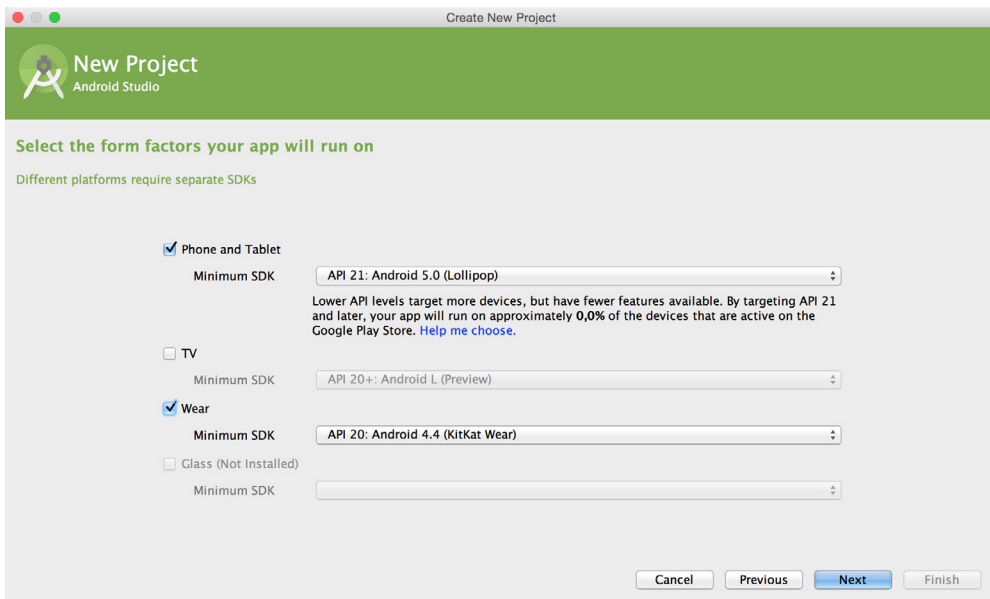 Create New Project
New Project
Android Studio
Select the form factors your app will run on
Different platforms require separate SDKs
Phone and Tablet
Minimum SDK
API 21: Android 5.0 (Lollipop)
Lower API levels target more devices, but have fewer features available. By targeting API 21
and later, your app will run on approximately 0,0% of the devices that are active on the
Google Play Store. Help me choose.
TV
Minimum SDK
API 20+: Android L (Preview)
Wear
Minimum SDK
API 20: Android 4.4 (KitKat Wear)
Glass (Not Installed)
Minimum SDK
Cancel
Previous
Next
Finish